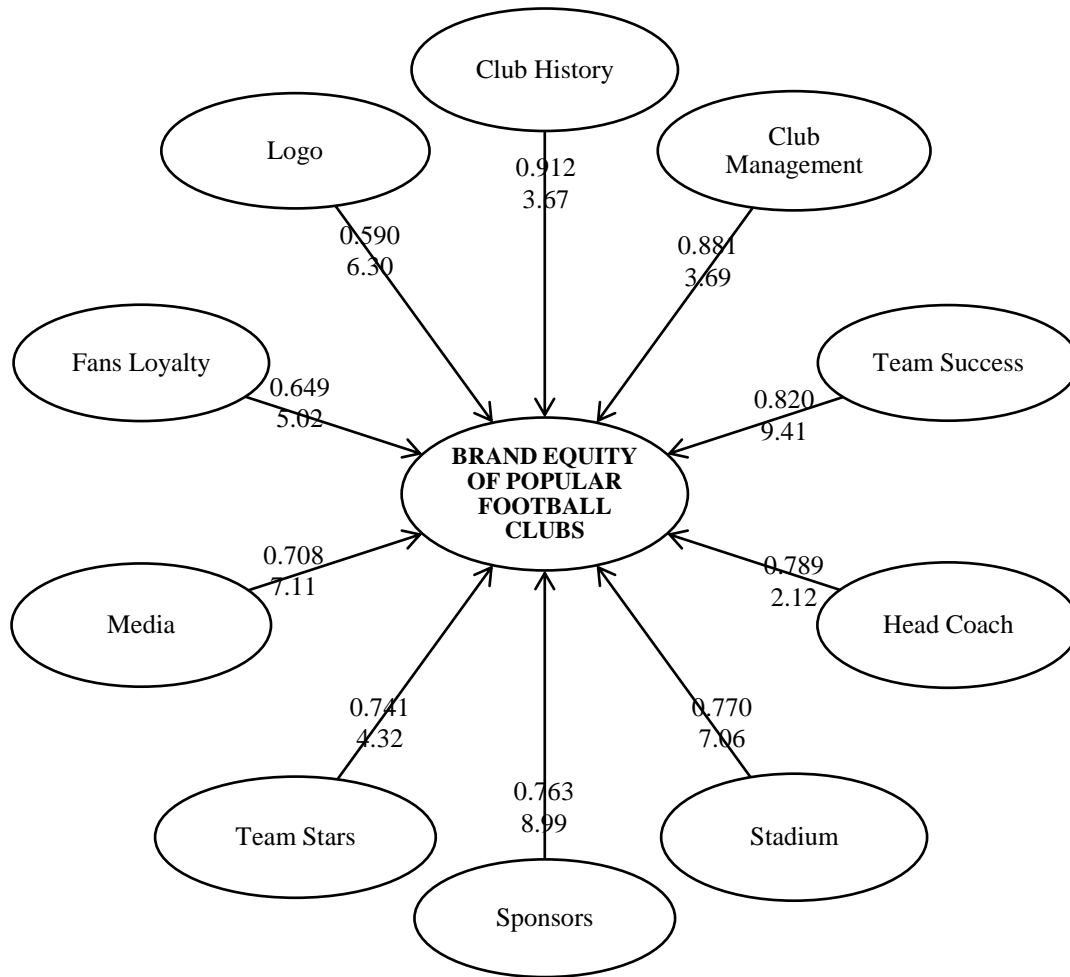 Club History
Logo
Club
Management
0.912
3.67
0.590
6.30
0.881
3.69
Fans Loyalty
Team Success
0.649
5.02
0.820
9.41
BRAND EQUITY
OF POPULAR
FOOTBALL
CLUBS
0.708
7.11
0.789
2.12
Media
Head Coach
0.741
4.32
0.770
7.06
0.763
8.99
Team Stars
Stadium
Sponsors